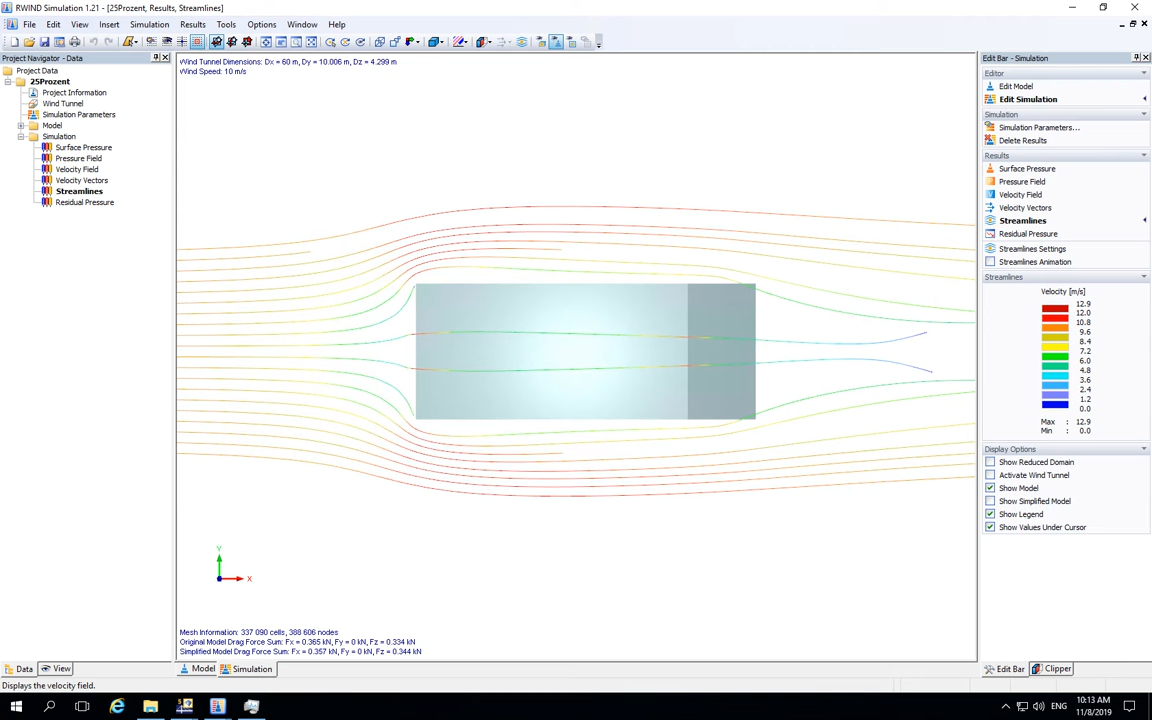 RWIND Simulation 1.21 - [25Prozent, Results, Streamlines]
File Edit View Insert Simulation Results Tools Options Window Help
Project Navigator - Data
Project Data
25Prozent
Project Information
Wind Tunnel
Simulation Parameters
Model
Simulation
Surface Pressure
Pressure Field
Velocity Field
Velocity Vectors
Streamlines
Residual Pressure
Data View
Wind Tunnel Dimensions: Dx = 60 m, Dy = 10.006 m, Dz = 4.299 m
Wind Speed: 10 m/s
Y
X
Mesh Information: 337 090 cells, 388 606 nodes
Original Model Drag Force Sum: Fx = 0.365 kN, Fy = 0 kN, Fz = 0.334 kN
Simplified Model Drag Force Sum: Fx = 0.357 kN, Fy = 0 kN, Fz = 0.344 kN
Model Simulation
Edit Bar - Simulation
Editor
Edit Model
Edit Simulation
Simulation
Simulation Parameters...
Delete Results
Results
Surface Pressure
Pressure Field
Velocity Field
Velocity Vectors
Streamlines
Residual Pressure
Streamlines Settings
Streamlines Animation
Streamlines
Velocity [m/s]
12.9
12.0
10.8
9.6
8.4
7.2
6.0
4.8
3.6
2.4
1.2
0.0
Max : 12.9
Min : 0.0
Display Options
Show Reduced Domain
Activate Wind Tunnel
Show Model
Show Simplified Model
Show Legend
Show Values Under Cursor
Edit Bar Clipper
Displays the velocity field.
ENG
10:13 AM
11/8/2019